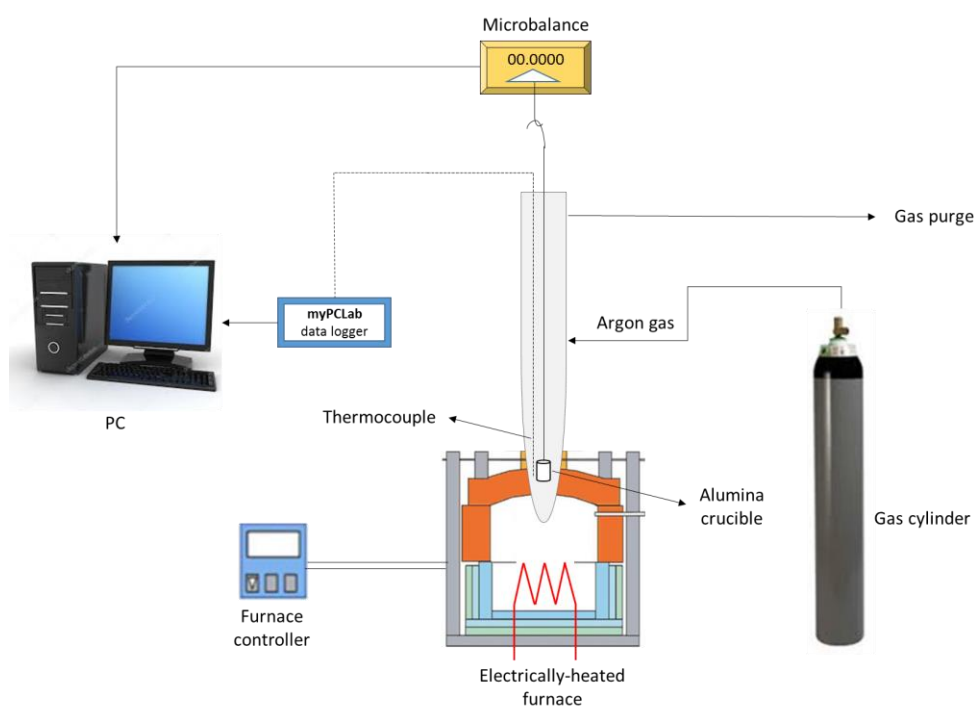 Microbalance
00.0000
Gas purge
myPCLab
data logger
Argon gas
PC
Thermocouple
Alumina
crucible
Gas cylinder
Furnace
controller
Electrically-heated
furnace